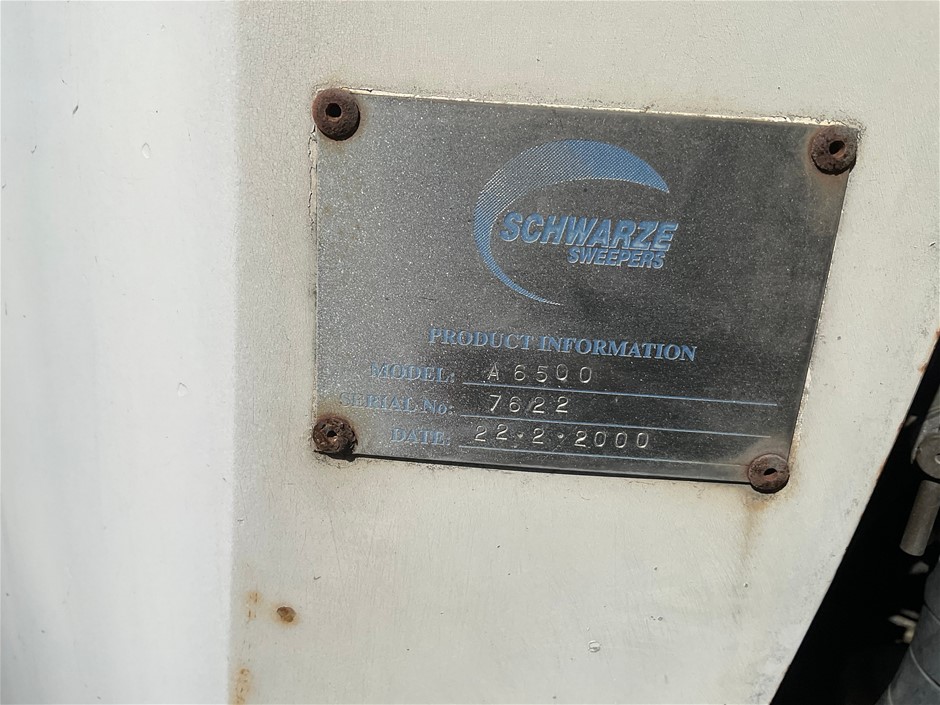 SCHWARZE
SWEEPERS
PRODUCT INFORMATION
MODEL: A6500
SERIAL No: 7622
DATE: 22·2·2000